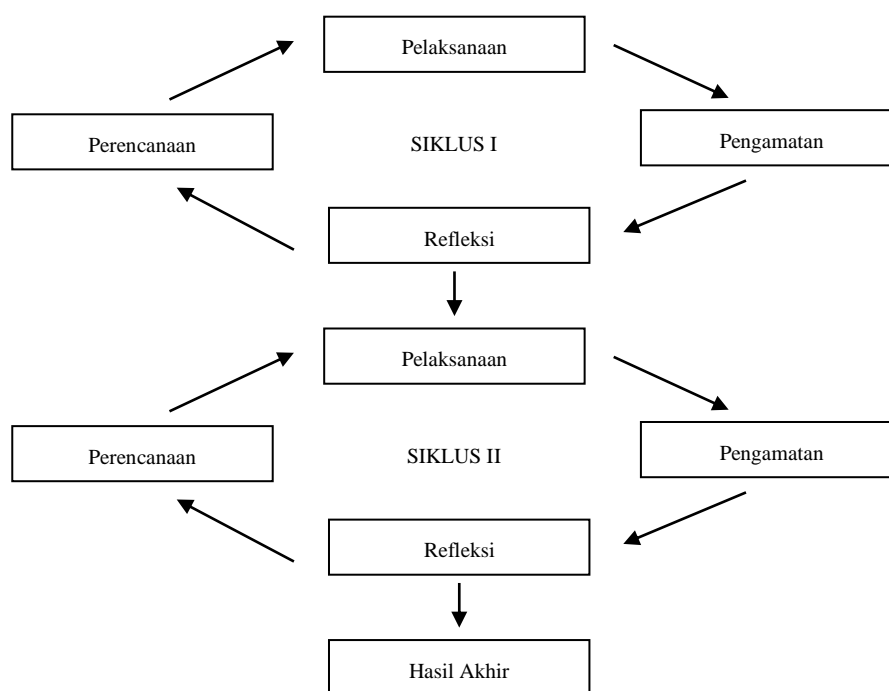 Pelaksanaan
Perencanaan
SIKLUS I
Pengamatan
Refleksi
Pelaksanaan
Perencanaan
SIKLUS II
Pengamatan
Refleksi
Hasil Akhir